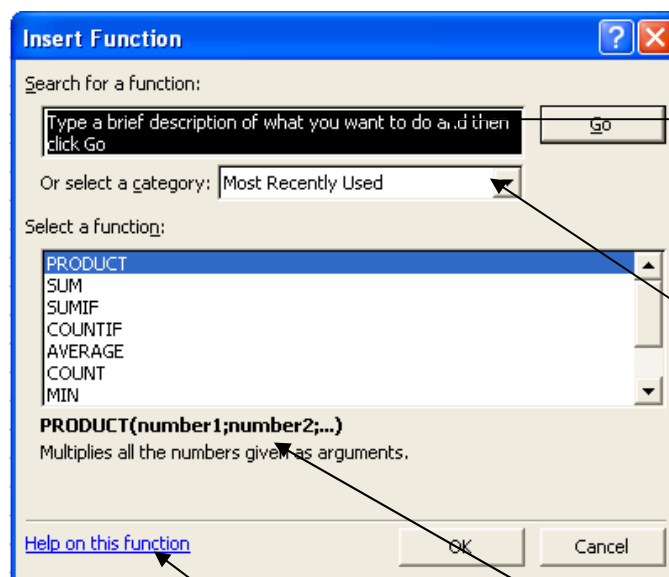 Insert Function
Search for a function:
Type a brief description of what you want to do and then
click Go
Go
Or select a category: Most Recently Used
Select a function:
PRODUCT
SUM
SUMIF
COUNTIF
AVERAGE
COUNT
MIN
PRODUCT(number1;number2;...)
Multiplies all the numbers given as arguments.
Help on this function
OK
Cancel